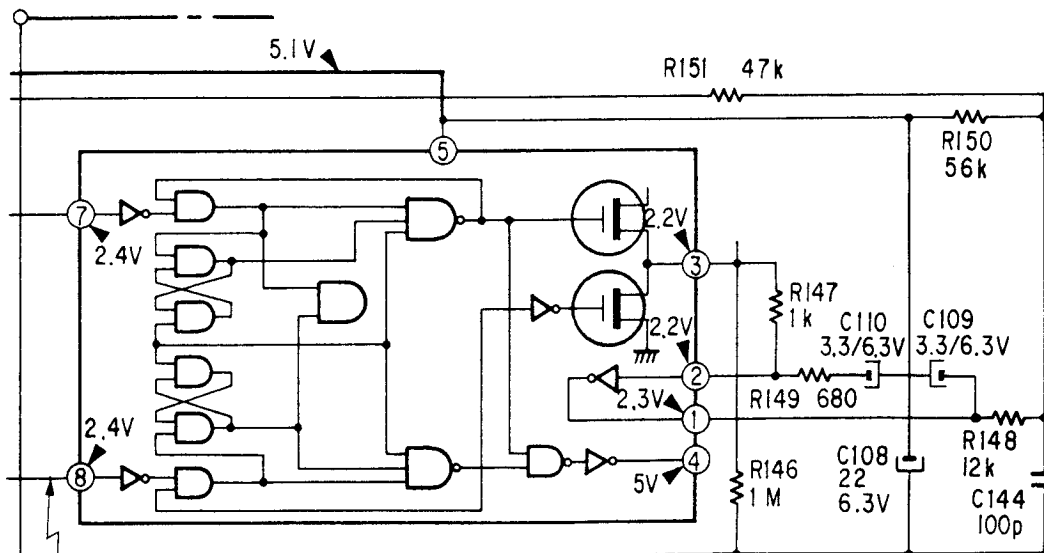 5.1V
R151 47k
R150
56k
5
7
2.4V
2.2V
3
R147
1k
C110
3.3/6.3V
C109
3.3/6.3V
2.2V
2
R149 680
2.3V
1
R148
12k
2.4V
8
4
5V
R146
1M
C108
22
6.3V
C144
100p